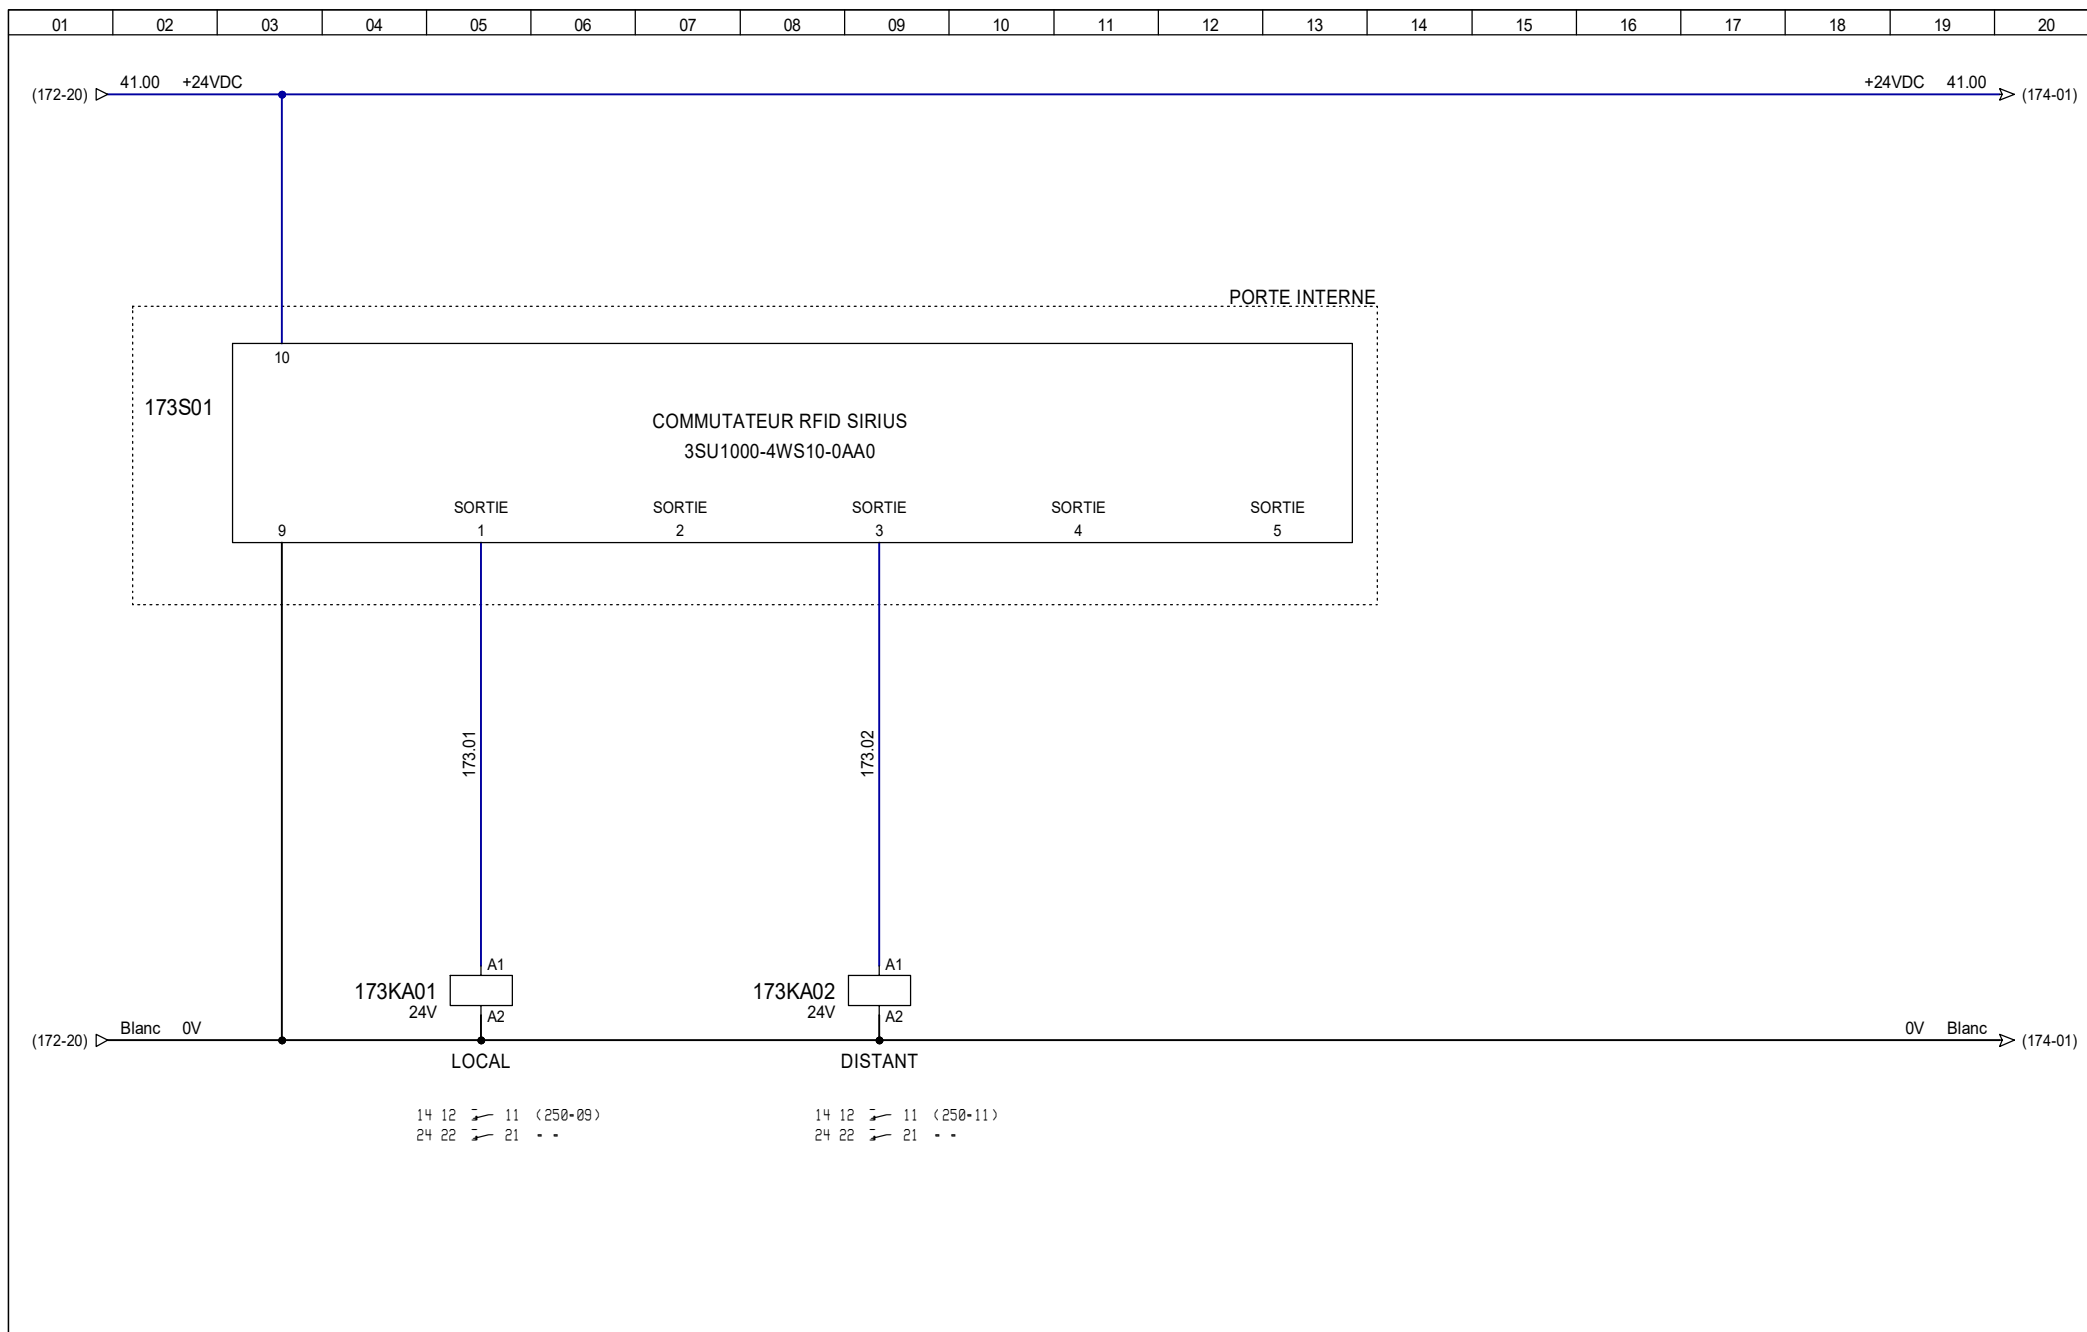 01 02 03 04 05 06 07 08 09 10 11 12 13 14 15 16 17 18 19 20
41.00 +24VDC +24VDC 41.00
(172-20) (174-01)
PORTE INTERNE
10
173S01
COMMUTATEUR RFID SIRIUS
3SU1000-4WS10-0AA0
SORTIE SORTIE SORTIE SORTIE SORTIE
9 1 2 3 4 5
173.01 173.02
A1 A1
173KA01 173KA02
24V 24V
A2 A2
Blanc 0V 0V Blanc
(172-20) (174-01)
LOCAL DISTANT
14 12 11 (250-09) 14 12 11 (250-11)
24 22 21 - - 24 22 21 - -